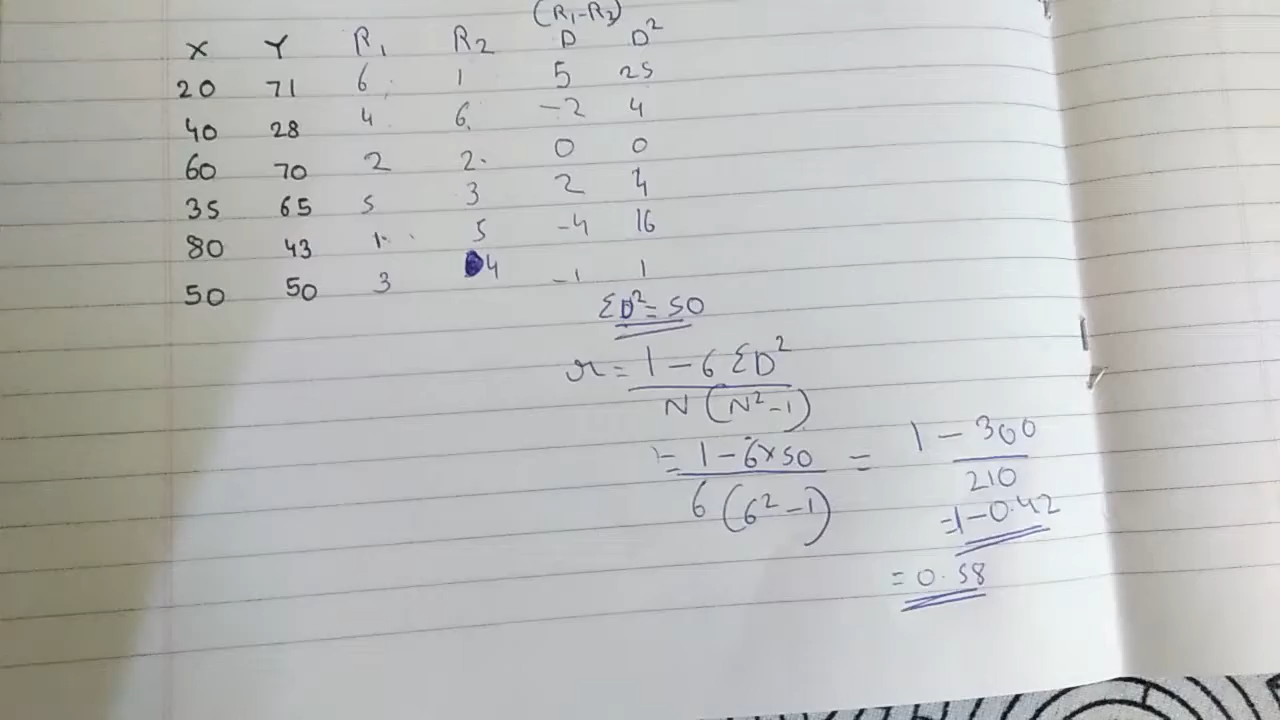 (R₁-R₂)
X Y R₁ R₂ D D²
20 71 6 1 5 25
40 28 4 6 -2 4
60 70 2 2 0 0
35 65 5 3 2 4
80 43 1 5 -4 16
50 50 3 4 -1 1
ΣD²=50
r = 1-6ΣD² / N(N²-1)
= 1-6×50 / 6(6²-1) = 1 - 300 / 210
=1-0.42
=0.58